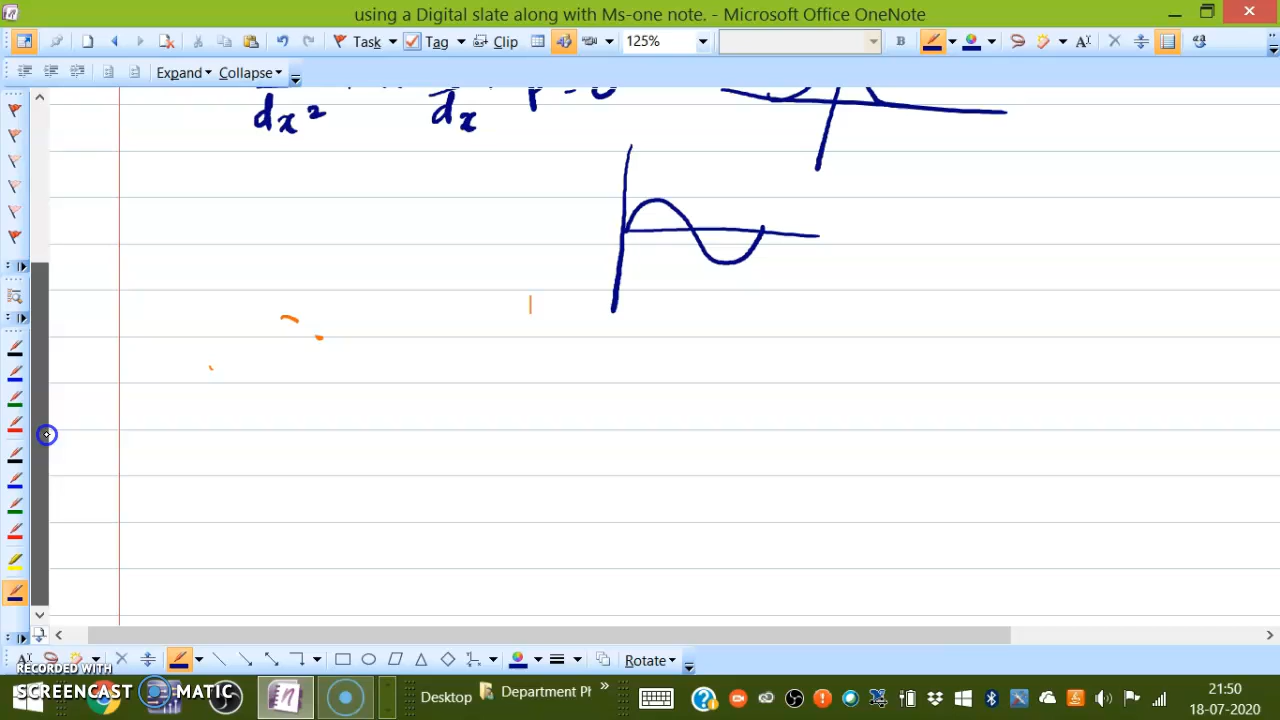 using a Digital slate along with Ms-one note. - Microsoft Office OneNote
Task Tag Clip 125% B A
Expand Collapse
dx² dx
Rotate
RECORDED WITH
SCREENCAST MATIC
Desktop Department Ph »
21:50
18-07-2020